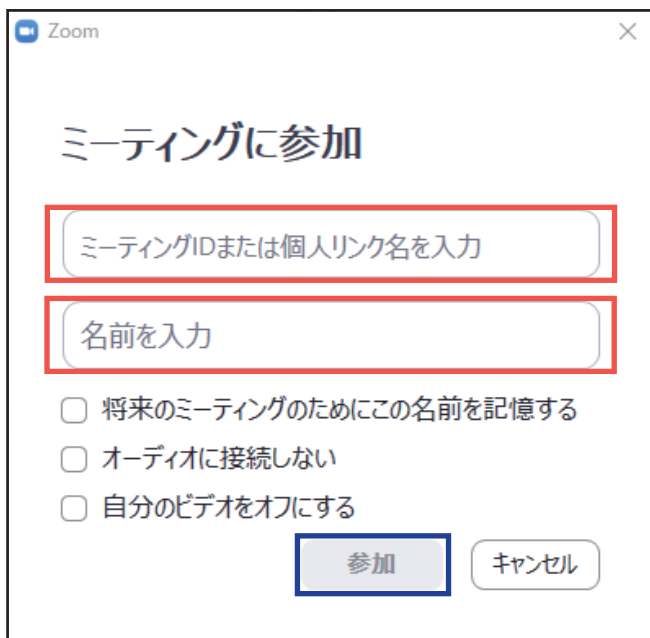 Zoom
ミーティングに参加
ミーティングIDまたは個人リンク名を入力
名前を入力
将来のミーティングのためにこの名前を記憶する
オーディオに接続しない
自分のビデオをオフにする
参加
キャンセル